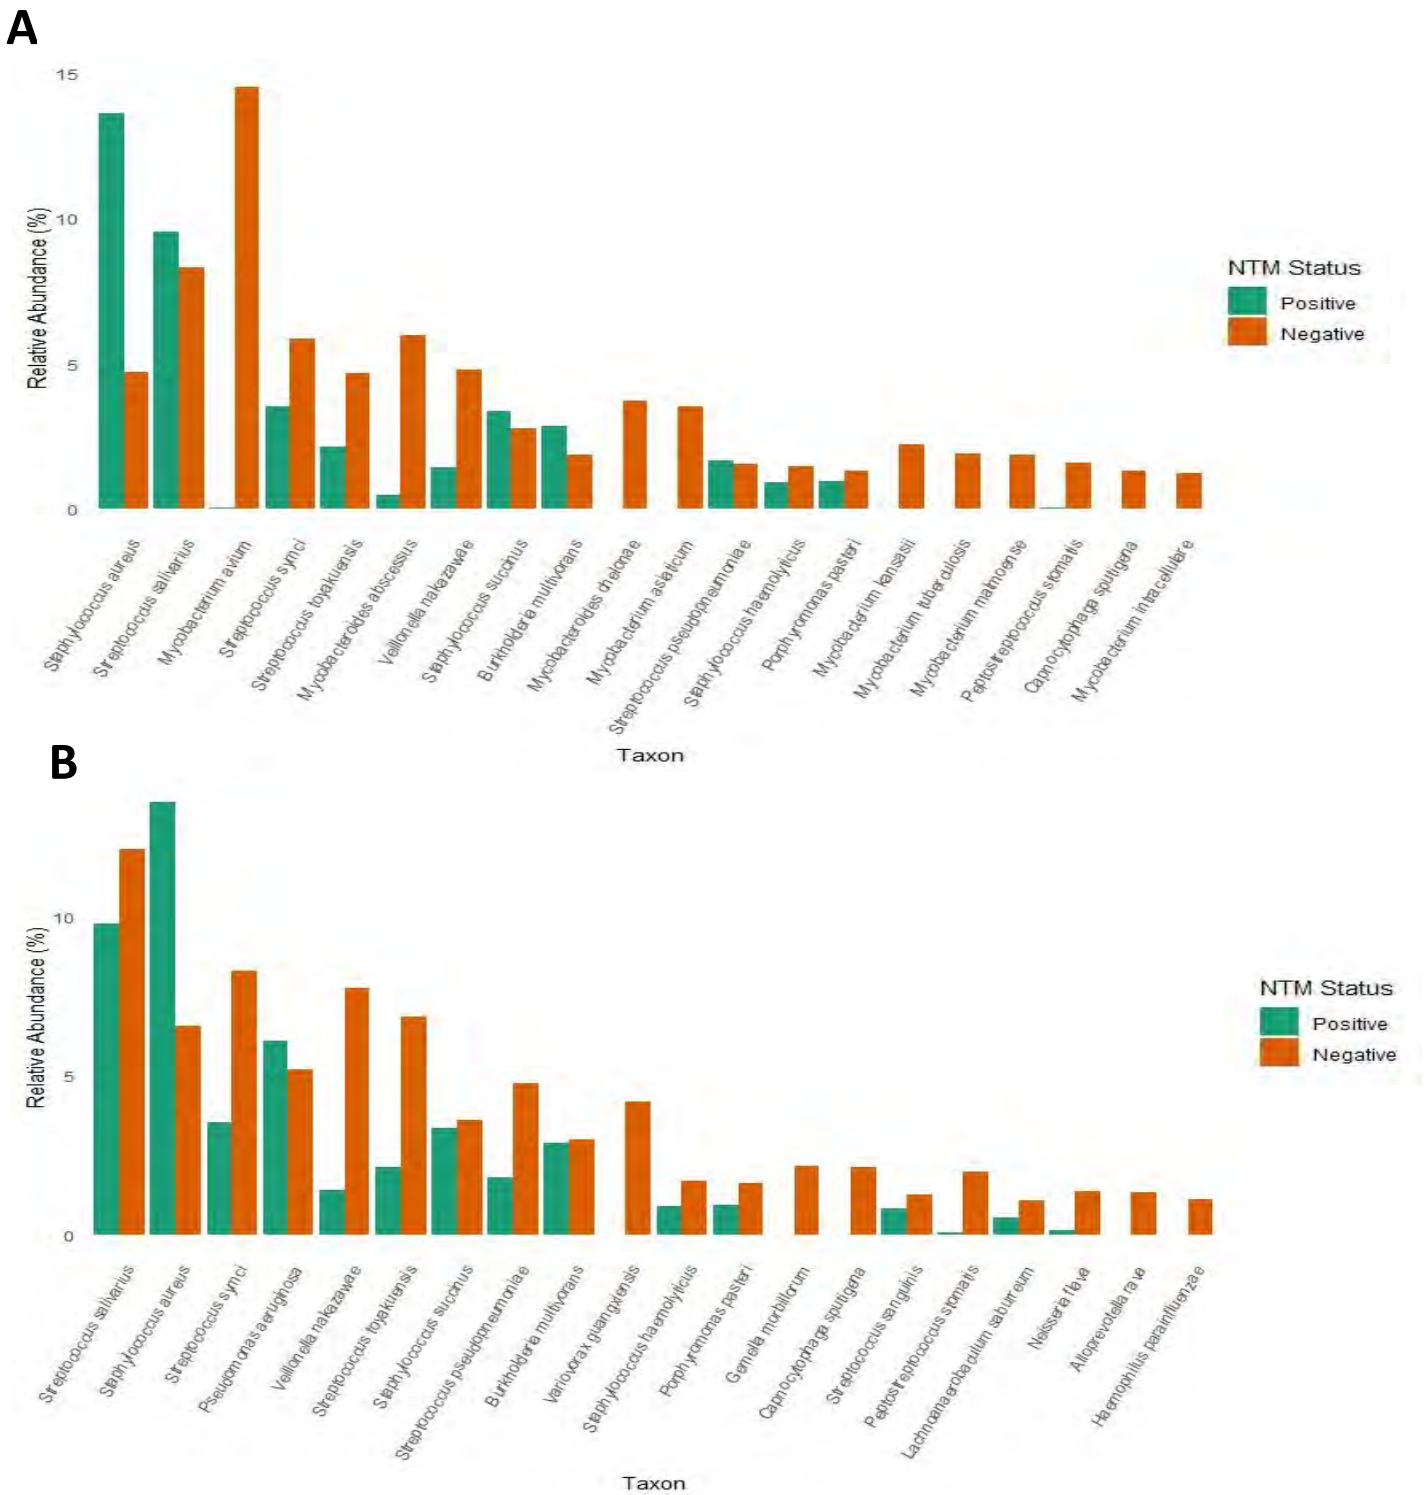 A
15
10
5
0
Relative Abundance (%)
NTM Status
Positive
Negative
Staphylococcus aureus
Streptococcus salivarius
Mycobacterium avium
Streptococcus symci
Streptococcus toyakuensis
Mycobacteroides abscessus
Veillonella nakazawae
Staphylococcus succinus
Burkholderia multivorans
Mycobacteroides chelonae
Mycobacterium asiaticum
Streptococcus pseudopneumoniae
Staphylococcus haemolyticus
Porphyromonas pasteri
Mycobacterium kansasii
Mycobacterium tuberculosis
Mycobacterium malmoense
Peptostreptococcus stomatis
Capnocytophaga sputigena
Mycobacterium intracellulare
Taxon
B
10
5
0
Relative Abundance (%)
NTM Status
Positive
Negative
Streptococcus salivarius
Staphylococcus aureus
Streptococcus symci
Pseudomonas aeruginosa
Veillonella nakazawae
Streptococcus toyakuensis
Staphylococcus succinus
Streptococcus pseudopneumoniae
Burkholderia multivorans
Variovorax guangxiensis
Staphylococcus haemolyticus
Porphyromonas pasteri
Gemella morbillorum
Capnocytophaga sputigena
Streptococcus sanguinis
Peptostreptococcus stomatis
Lachnoanaerobaculum saburreum
Neisseria flava
Alloprevotella rava
Haemophilus parainfluenzae
Taxon